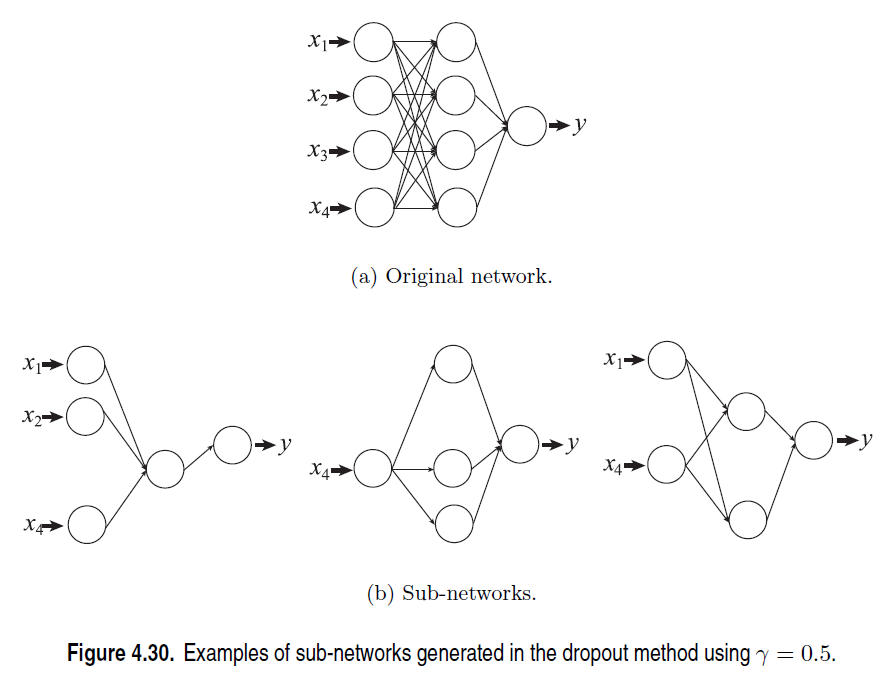 x1
x2
x3
x4
y
(a) Original network.
x1
x2
x4
y
x4
y
x1
x4
y
(b) Sub-networks.
Figure 4.30. Examples of sub-networks generated in the dropout method using γ = 0.5.